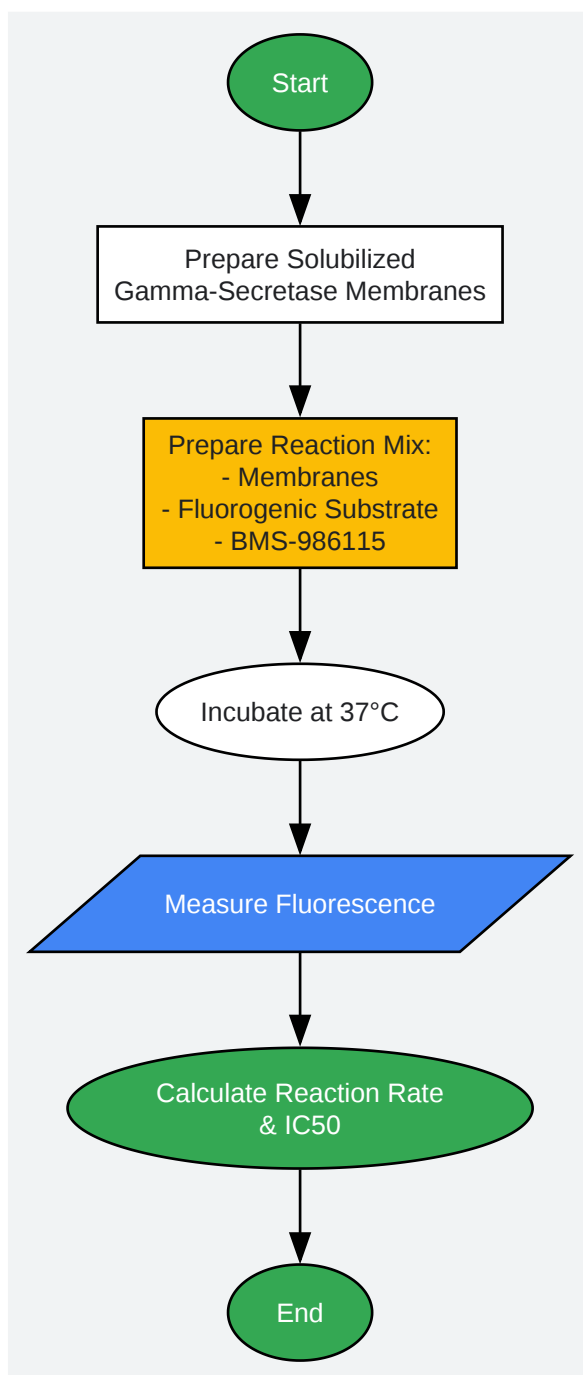 Start
Prepare Solubilized
Gamma-Secretase Membranes
Prepare Reaction Mix:
- Membranes
- Fluorogenic Substrate
- BMS-986115
Incubate at 37°C
Measure Fluorescence
Calculate Reaction Rate
& IC50
End